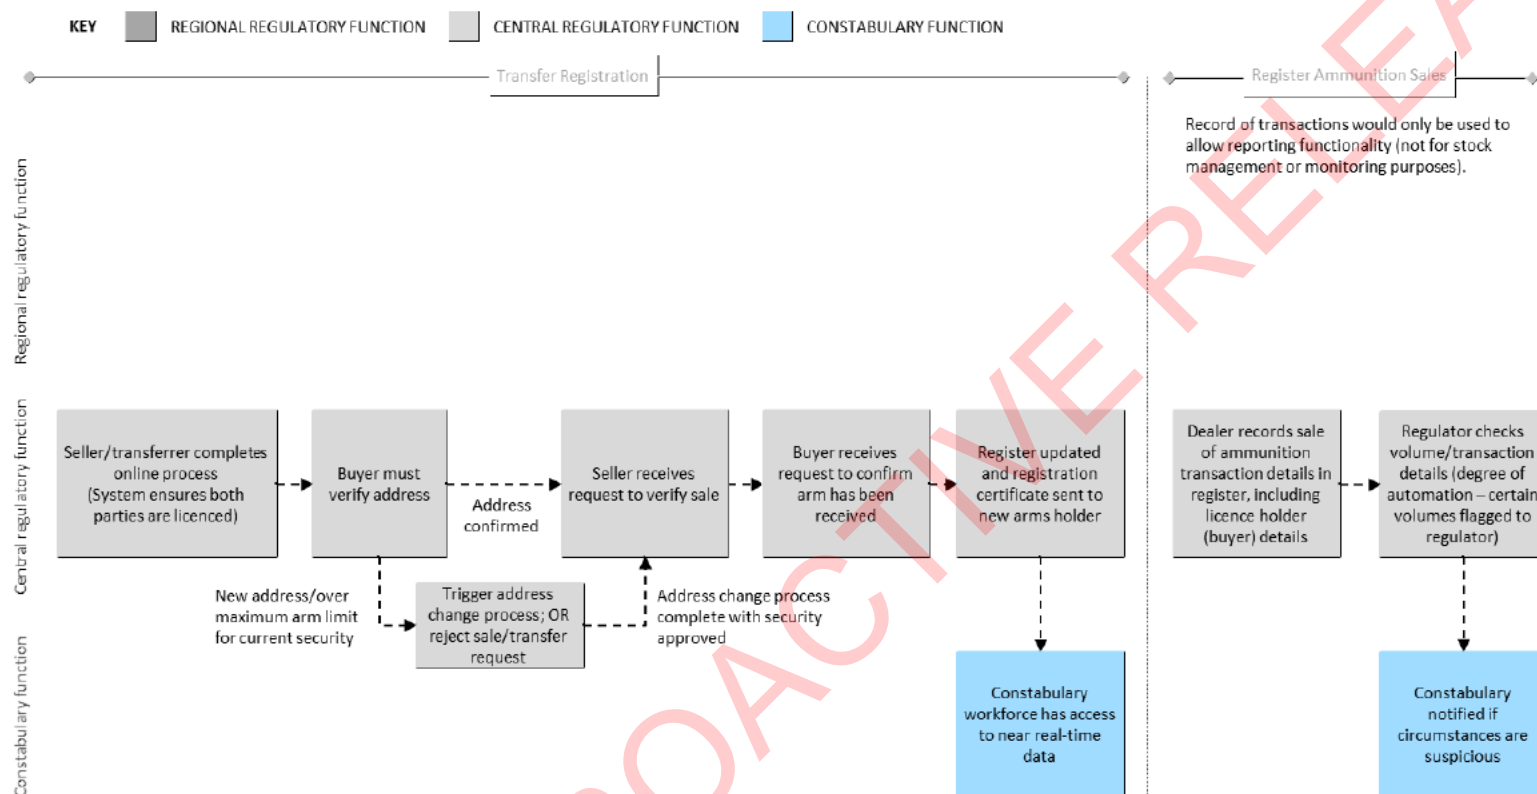 KEY
REGIONAL REGULATORY FUNCTION
CENTRAL REGULATORY FUNCTION
CONSTABULARY FUNCTION
Transfer Registration
Register Ammunition Sales
Record of transactions would only be used to
allow reporting functionality (not for stock
management or monitoring purposes).
Regional regulatory function
Central regulatory function
Seller/transferrer completes
online process
(System ensures both
parties are licenced)
Buyer must
verify address
Address
confirmed
Seller receives
request to verify sale
Buyer receives
request to confirm
arm has been
received
Register updated
and registration
certificate sent to
new arms holder
Dealer records sale
of ammunition
transaction details in
register, including
licence holder
(buyer) details
Regulator checks
volume/transaction
details (degree of
automation – certain
volumes flagged to
regulator)
New address/over
maximum arm limit
for current security
Trigger address
change process; OR
reject sale/transfer
request
Address change process
complete with security
approved
Constabulary function
Constabulary
workforce has access
to near real-time
data
Constabulary
notified if
circumstances are
suspicious
OACTIVE RELEA